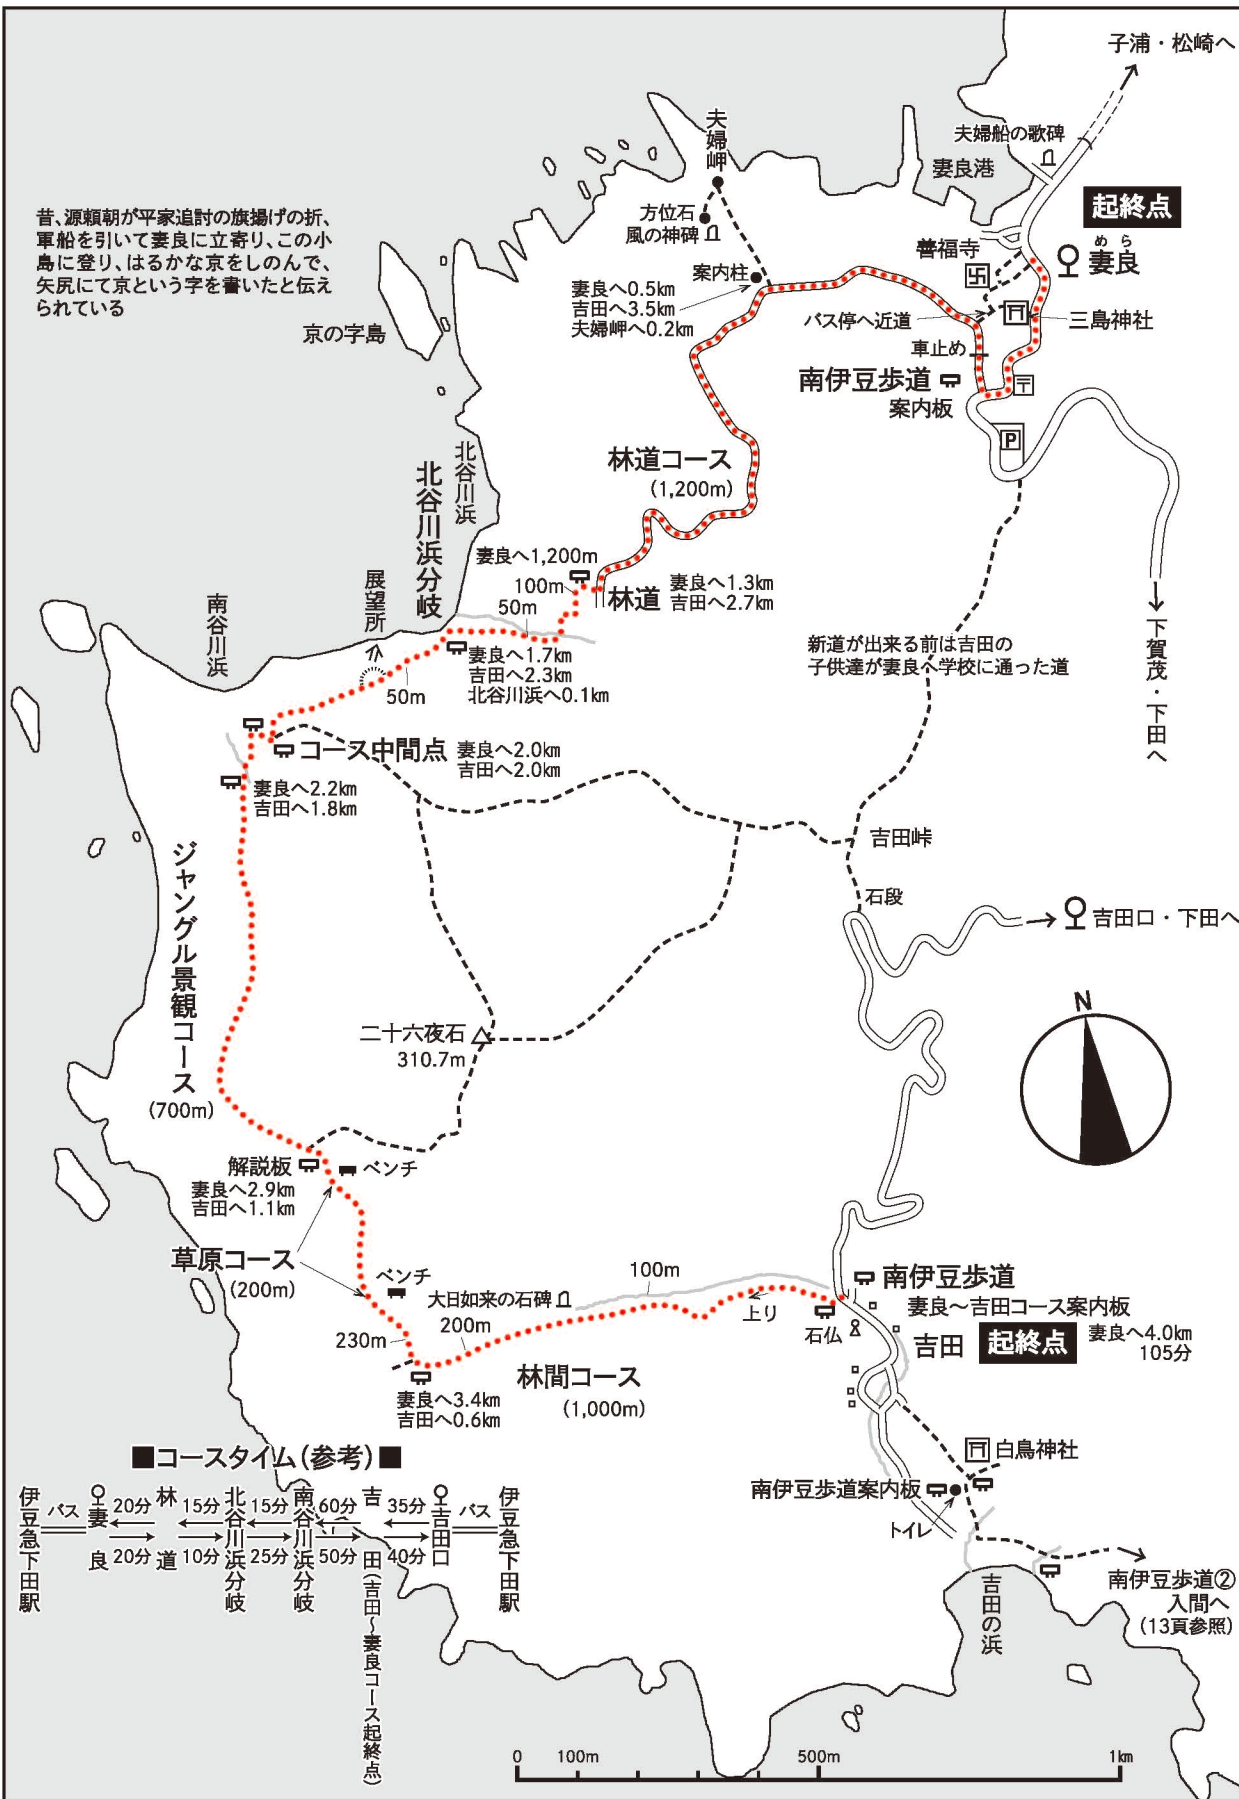 子浦・松崎へ
夫婦船の歌碑
妻良港
夫婦岬
起終点
めら
妻良
昔、源頼朝が平家追討の旗揚げの折、
軍船を引いて妻良に立寄り、この小
島に登り、はるかな京をしのんで、
矢尻にて京という字を書いたと伝え
られている
方位石
風の神碑
善福寺
案内柱
妻良へ0.5km
吉田へ3.5km
夫婦岬へ0.2km
バス停へ近道
三島神社
京の字島
車止め
南伊豆歩道
案内板
〒
P
北谷川浜
林道コース
(1,200m)
北谷川浜分岐
妻良へ1,200m
100m
林道
妻良へ1.3km
吉田へ2.7km
50m
展望所
南谷川浜
妻良へ1.7km
吉田へ2.3km
北谷川浜へ0.1km
50m
新道が出来る前は吉田の
子供達が妻良へ学校に通った道
下賀茂・下田へ
コース中間点
妻良へ2.0km
吉田へ2.0km
妻良へ2.2km
吉田へ1.8km
吉田峠
石段
吉田口・下田へ
ジャングル景観コース
(700m)
二十六夜石
310.7m
N
解説板
ベンチ
妻良へ2.9km
吉田へ1.1km
草原コース
(200m)
ベンチ
大日如来の石碑
100m
上り
石仏
南伊豆歩道
妻良～吉田コース案内板
吉田
起終点
妻良へ4.0km
105分
230m
200m
林間コース
(1,000m)
妻良へ3.4km
吉田へ0.6km
白鳥神社
南伊豆歩道案内板
トイレ
吉田の浜
南伊豆歩道②
入間へ
(13頁参照)
■コースタイム(参考)■
伊豆急下田駅
バス
妻良
20分
20分
林道
15分
10分
北谷川浜分岐
15分
25分
南谷川浜分岐
60分
50分
吉田(吉田～妻良コース起終点)
35分
40分
吉田口
バス
伊豆急下田駅
0 100m 500m 1km